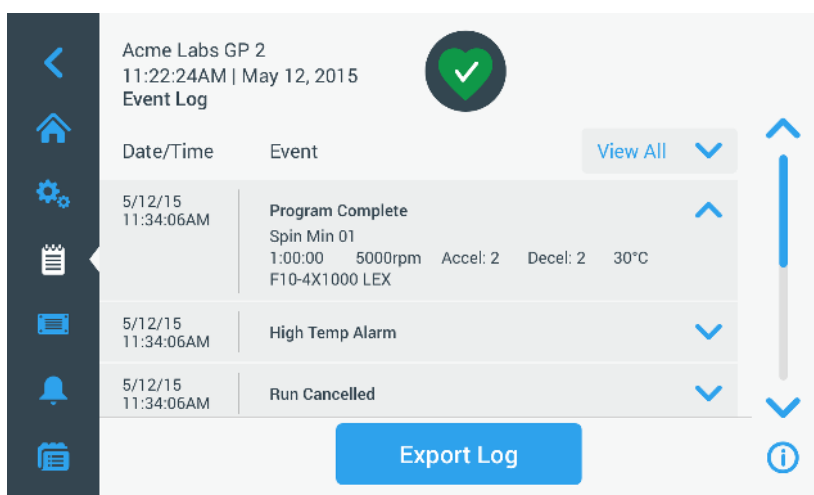 Acme Labs GP 2
11:22:24AM | May 12, 2015
Event Log
Date/Time Event View All
5/12/15
11:34:06AM
Program Complete
Spin Min 01
1:00:00 5000rpm Accel: 2 Decel: 2 30°C
F10-4X1000 LEX
5/12/15
11:34:06AM
High Temp Alarm
5/12/15
11:34:06AM
Run Cancelled
Export Log